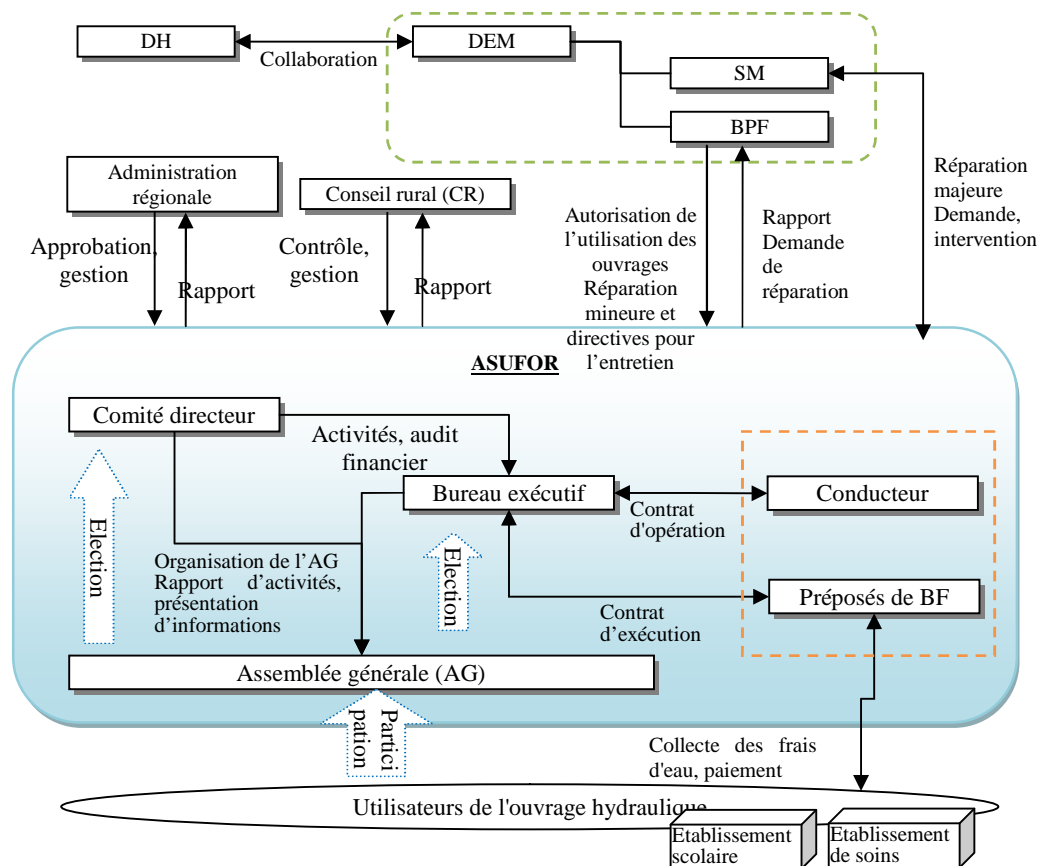 DH
DEM
Collaboration
SM
BPF
Administration
régionale
Conseil rural (CR)
Réparation
majeure
Demande,
intervention
Approbation,
gestion
Rapport
Contrôle,
gestion
Rapport
Autorisation de
l’utilisation des
ouvrages
Réparation
mineure et
directives pour
l’entretien
Rapport
Demande
de
réparation
ASUFOR
Comité directeur
Activités, audit
financier
Bureau exécutif
Conducteur
Contrat
d'opération
Election
Election
Organisation de l’AG
Rapport d’activités,
présentation
d’informations
Préposés de BF
Contrat
d’exécution
Assemblée générale (AG)
Partici
pation
Collecte des frais
d'eau, paiement
Utilisateurs de l'ouvrage hydraulique
Etablissement
scolaire
Etablissement
de soins